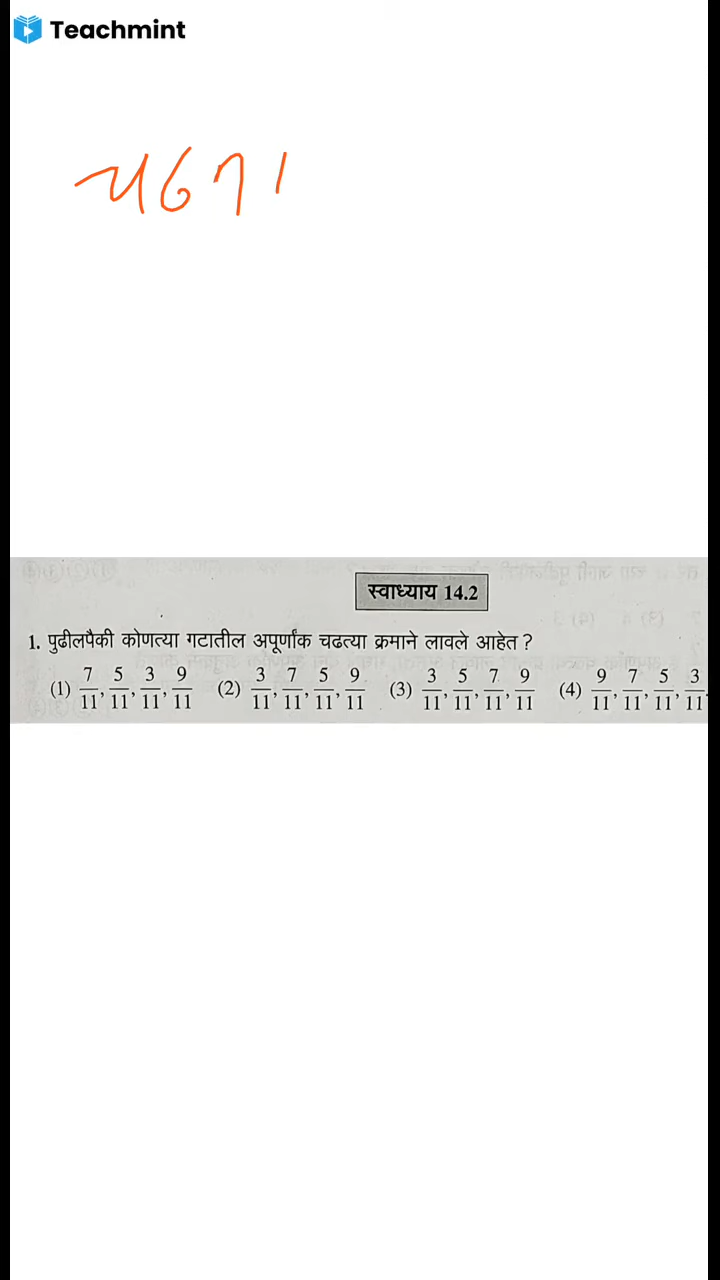 Teachmint
स्वाध्याय 14.2
1. पुढीलपैकी कोणत्या गटातील अपूर्णांक चढत्या क्रमाने लावले आहेत ?
(1) 7/11, 5/11, 3/11, 9/11 (2) 3/11, 7/11, 5/11, 9/11 (3) 3/11, 5/11, 7/11, 9/11 (4) 9/11, 7/11, 5/11, 3/11